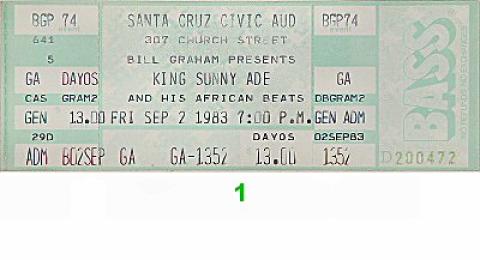 BGP 74 SANTA CRUZ CIVIC AUD BGP74
event event
641 307 CHURCH STREET
5 BILL GRAHAM PRESENTS
GA DAYOS KING SUNNY ADE GA
CAS GRAM2 AND HIS AFRICAN BEATS DBGRAM2
GEN 13.00 FRI SEP 2 1983 7:00 P.M. GEN ADM
29D DAYOS 02SEP83
ADM B02SEP GA GA-1352 13.00 1352
BASS
D200472
1